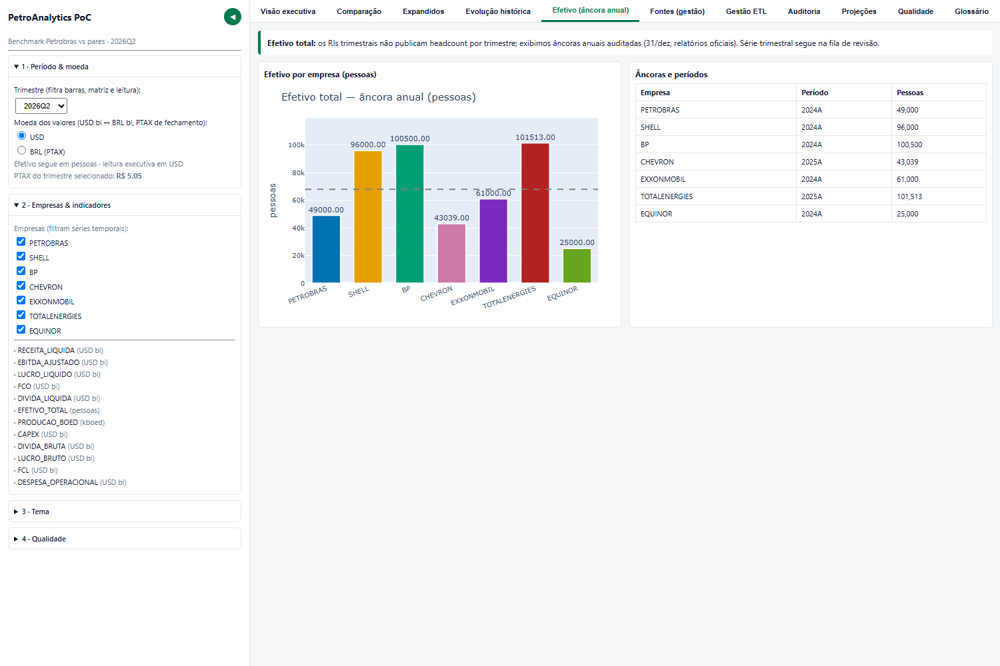 PetroAnalytics PoC
Benchmark Petrobras vs pares · 2026Q2
▼ 1 · Período & moeda
Trimestre (filtra barras, matriz e leitura):
2026Q2
Moeda dos valores (USD bi ↔ BRL bi, PTAX de fechamento):
USD
BRL (PTAX)
Efetivo segue em pessoas · leitura executiva em USD
PTAX do trimestre selecionado: R$ 5.05
▼ 2 · Empresas & indicadores
Empresas (filtram séries temporais):
PETROBRAS
SHELL
BP
CHEVRON
EXXONMOBIL
TOTALENERGIES
EQUINOR
· RECEITA_LIQUIDA (USD bi)
· EBITDA_AJUSTADO (USD bi)
· LUCRO_LIQUIDO (USD bi)
· FCO (USD bi)
· DIVIDA_LIQUIDA (USD bi)
· EFETIVO_TOTAL (pessoas)
· PRODUCAO_BOED (kboed)
· CAPEX (USD bi)
· DIVIDA_BRUTA (USD bi)
· LUCRO_BRUTO (USD bi)
· FCL (USD bi)
· DESPESA_OPERACIONAL (USD bi)
▶ 3 · Tema
▶ 4 · Qualidade
Visão executiva Comparação Expandidos Evolução histórica Efetivo (âncora anual) Fontes (gestão) Gestão ETL Auditoria Projeções Qualidade Glossário
Efetivo total: os RIs trimestrais não publicam headcount por trimestre; exibimos âncoras anuais auditadas (31/dez, relatórios oficiais). Série trimestral segue na fila de revisão.
Efetivo por empresa (pessoas)
Efetivo total — âncora anual (pessoas)
pessoas
100k
80k
60k
40k
20k
0
49000.00
96000.00
100500.00
43039.00
61000.00
101513.00
25000.00
PETROBRAS
SHELL
BP
CHEVRON
EXXONMOBIL
TOTALENERGIES
EQUINOR
Âncoras e períodos
Empresa Período Pessoas
PETROBRAS 2024A 49,000
SHELL 2024A 96,000
BP 2024A 100,500
CHEVRON 2025A 43,039
EXXONMOBIL 2024A 61,000
TOTALENERGIES 2025A 101,513
EQUINOR 2024A 25,000